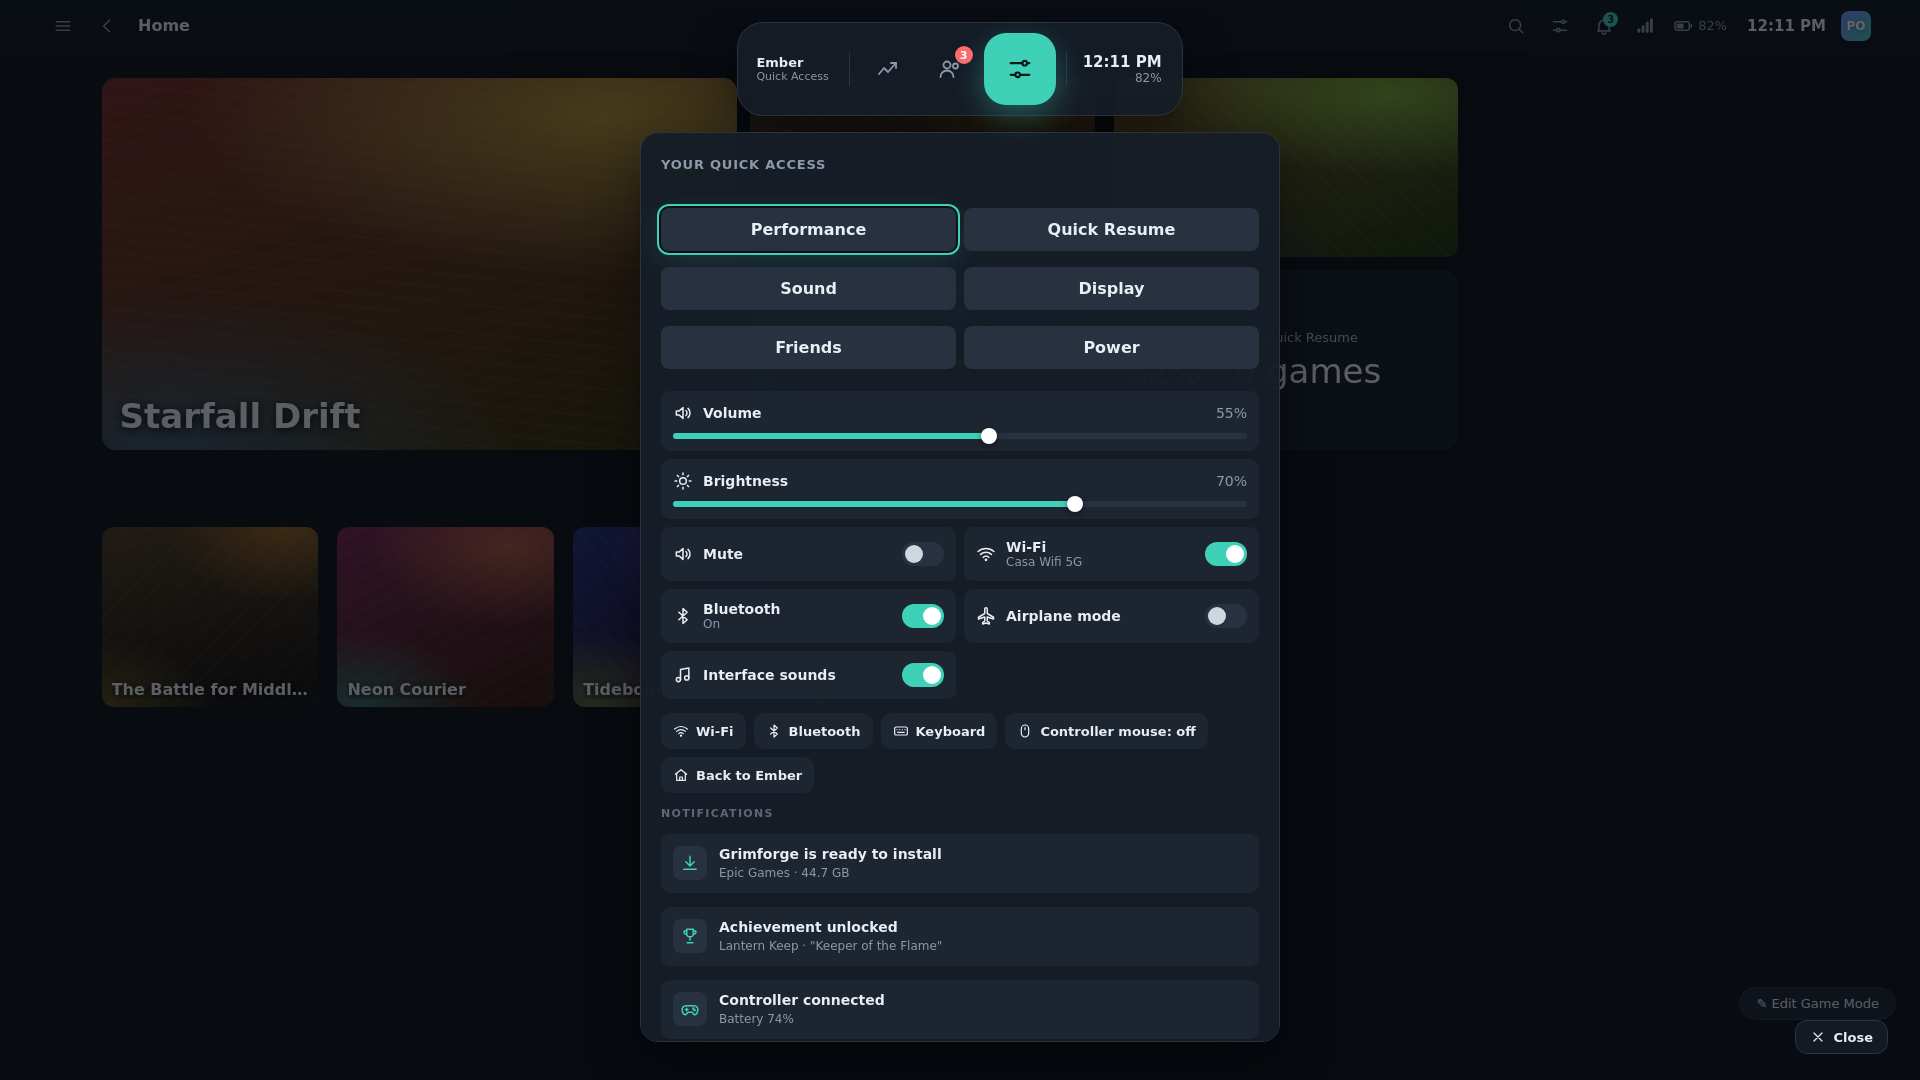 Home
3
82%
12:11 PM
PO
Ember
Quick Access
3
12:11 PM
82%
YOUR QUICK ACCESS
Performance
Quick Resume
Sound
Display
Friends
Power
Volume
55%
Brightness
70%
Mute
Wi-Fi
Casa Wifi 5G
Bluetooth
On
Airplane mode
Interface sounds
Wi-Fi
Bluetooth
Keyboard
Controller mouse: off
Back to Ember
NOTIFICATIONS
Grimforge is ready to install
Epic Games · 44.7 GB
Achievement unlocked
Lantern Keep · "Keeper of the Flame"
Controller connected
Battery 74%
Starfall Drift
Resume
games
The Battle for Middl…
Neon Courier
✎ Edit Game Mode
Close